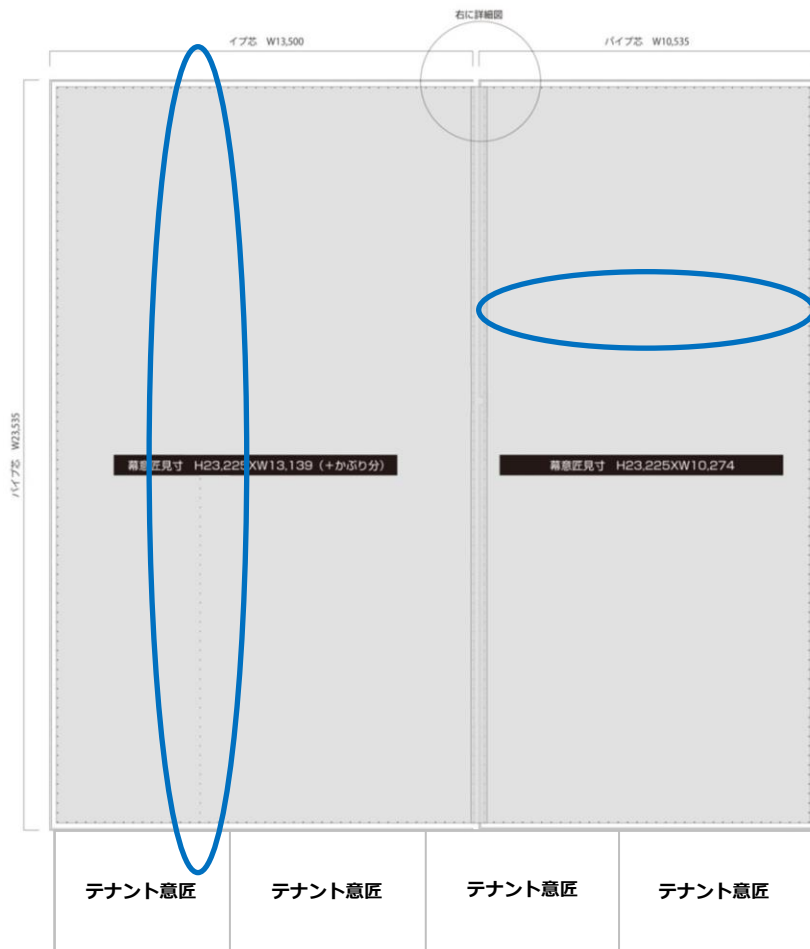 右に詳細図
イプ芯 W13,500
パイプ芯 W10,535
パイプ芯 W23,535
幕意匠見寸 H23,225XW13,139（+かぶり分）
幕意匠見寸 H23,225XW10,274
テナント意匠
テナント意匠
テナント意匠
テナント意匠